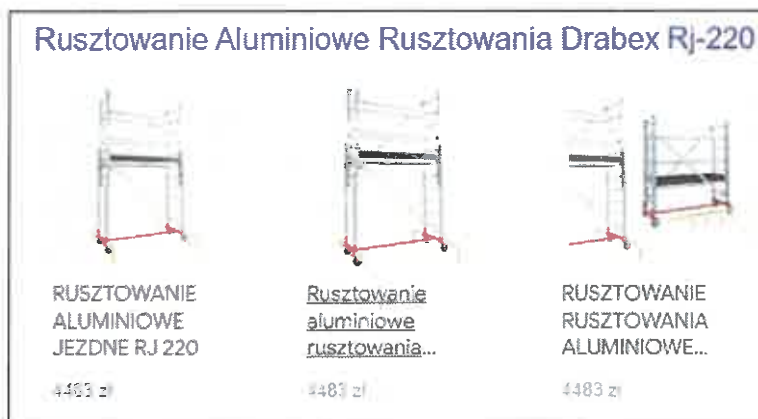 Rusztowanie Aluminiowe Rusztowania Drabex Rj-220
RUSZTOWANIE
ALUMINIOWE
JEZDNE RJ 220
4483 zł
Rusztowanie
aluminiowe
rusztowania...
4483 zł
RUSZTOWANIE
RUSZTOWANIA
ALUMINIOWE...
4483 zł